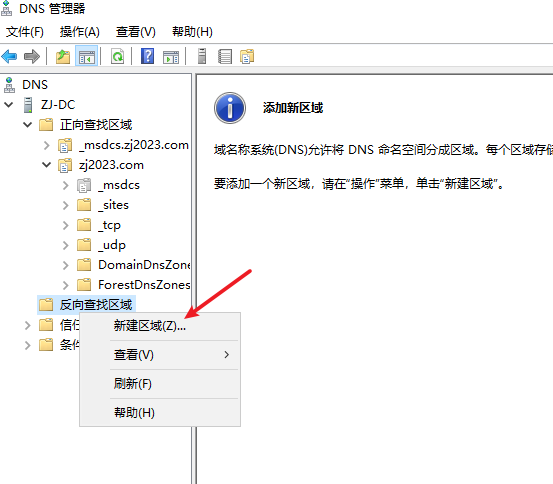 DNS 管理器
文件(F) 操作(A) 查看(V) 帮助(H)
DNS
ZJ-DC
正向查找区域
_msdcs.zj2023.com
zj2023.com
_msdcs
_sites
_tcp
_udp
DomainDnsZone
ForestDnsZones
反向查找区域
信任
条件
新建区域(Z)...
查看(V)
刷新(F)
帮助(H)
添加新区域
域名称系统(DNS)允许将 DNS 命名空间分成区域。每个区域存储
要添加一个新区域，请在“操作”菜单，单击“新建区域”。